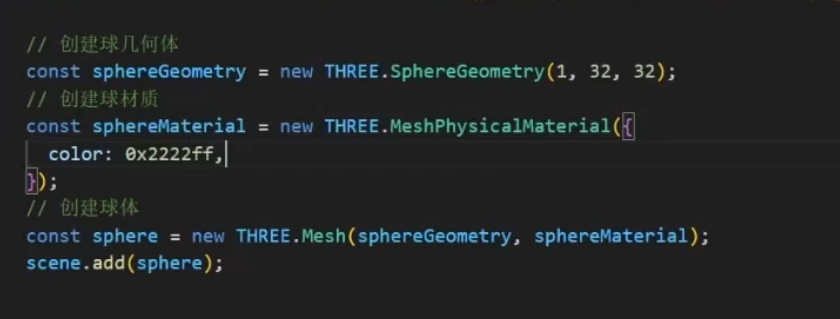 // 创建球几何体
const sphereGeometry = new THREE.SphereGeometry(1, 32, 32);
// 创建球材质
const sphereMaterial = new THREE.MeshPhysicalMaterial({
  color: 0x2222ff,
});
// 创建球体
const sphere = new THREE.Mesh(sphereGeometry, sphereMaterial);
scene.add(sphere);